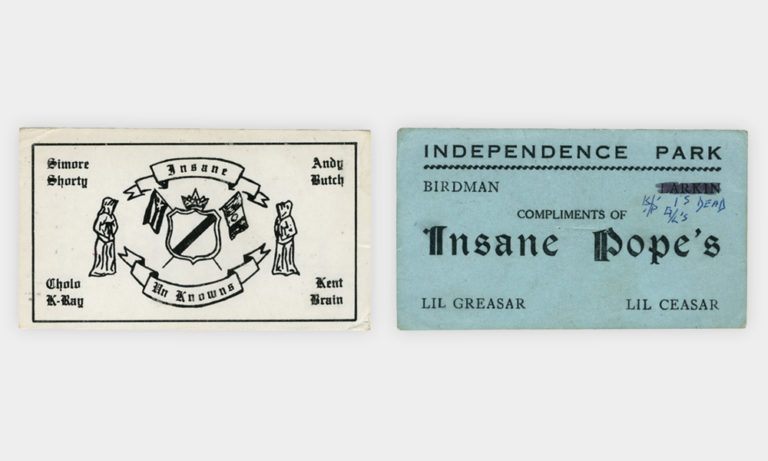 Simore
Shorty
Insane
Andy
Butch
Cholo
K-Ray
Un Knowns
Kent
Brain
INDEPENDENCE PARK
BIRDMAN
LARKIN
IS DEAD
COMPLIMENTS OF
Insane Pope's
LIL GREASAR
LIL CEASAR